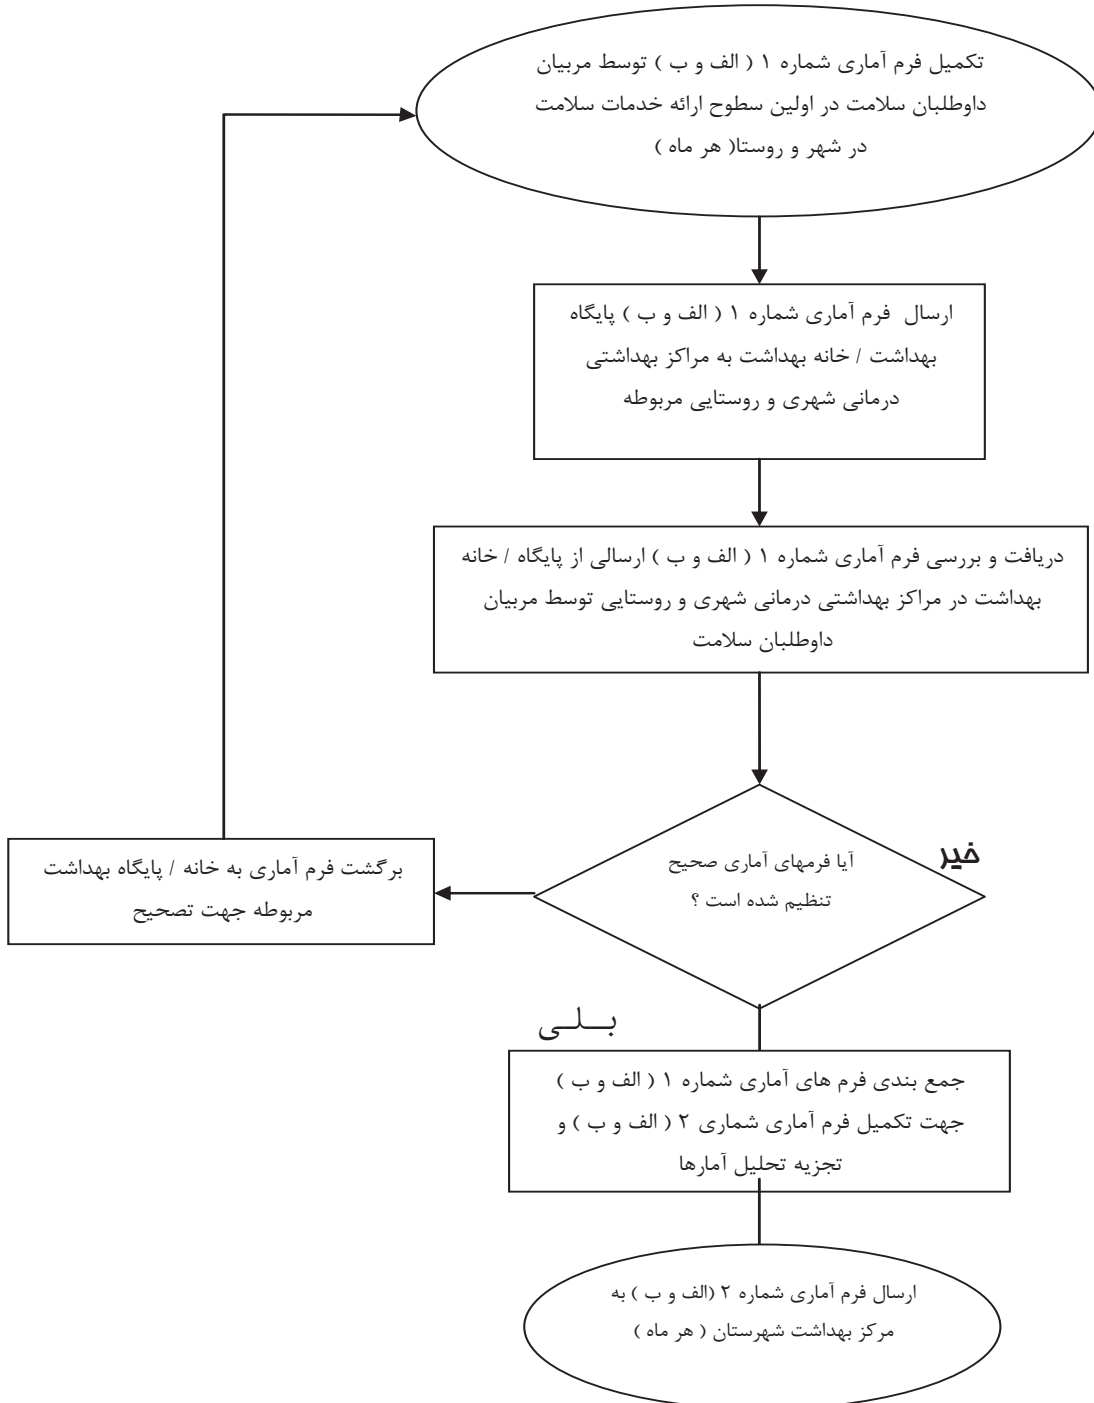 تکمیل فرم آماری شماره ۱ ( الف و ب ) توسط مربیان
داوطلبان سلامت در اولین سطوح ارائه خدمات سلامت
در شهر و روستا( هر ماه )
ارسال فرم آماری شماره ۱ ( الف و ب ) پایگاه
بهداشت / خانه بهداشت به مراکز بهداشتی
درمانی شهری و روستایی مربوطه
دریافت و بررسی فرم آماری شماره ۱ ( الف و ب ) ارسالی از پایگاه / خانه
بهداشت در مراکز بهداشتی درمانی شهری و روستایی توسط مربیان
داوطلبان سلامت
آیا فرمهای آماری صحیح
تنظیم شده است ؟
خیر
برگشت فرم آماری به خانه / پایگاه بهداشت
مربوطه جهت تصحیح
بــلــی
جمع بندی فرم های آماری شماره ۱ ( الف و ب )
جهت تکمیل فرم آماری شماری ۲ ( الف و ب ) و
تجزیه تحلیل آمارها
ارسال فرم آماری شماره ۲ (الف و ب ) به
مرکز بهداشت شهرستان ( هر ماه )